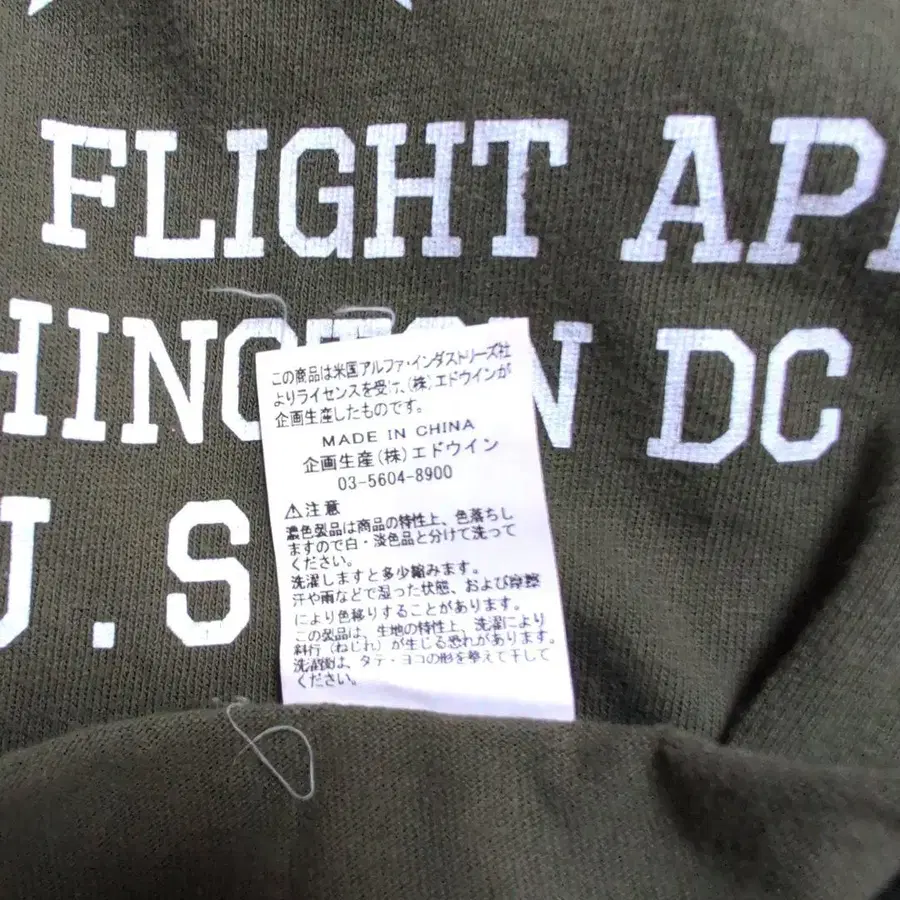 FLIGHT AP
HINGTON DC
U.S
この商品は米国アルファ・インダストリーズ社
よりライセンスを受け、(株)エドウインが
企画生産したものです。
MADE IN CHINA
企画生産(株)エドウイン
03-5604-8900
⚠注意
濃色製品は商品の特性上、色落ちし
ますので白・淡色品と分けて洗って
ください。
洗濯しますと多少縮みます。
汗や雨などで湿った状態、および摩擦
により色移りすることがあります。
この製品は、生地の特性上、洗濯により
斜行(ねじれ)が生じる恐れがあります。
洗濯後は、タテ・ヨコの形を整えて干して
ください。